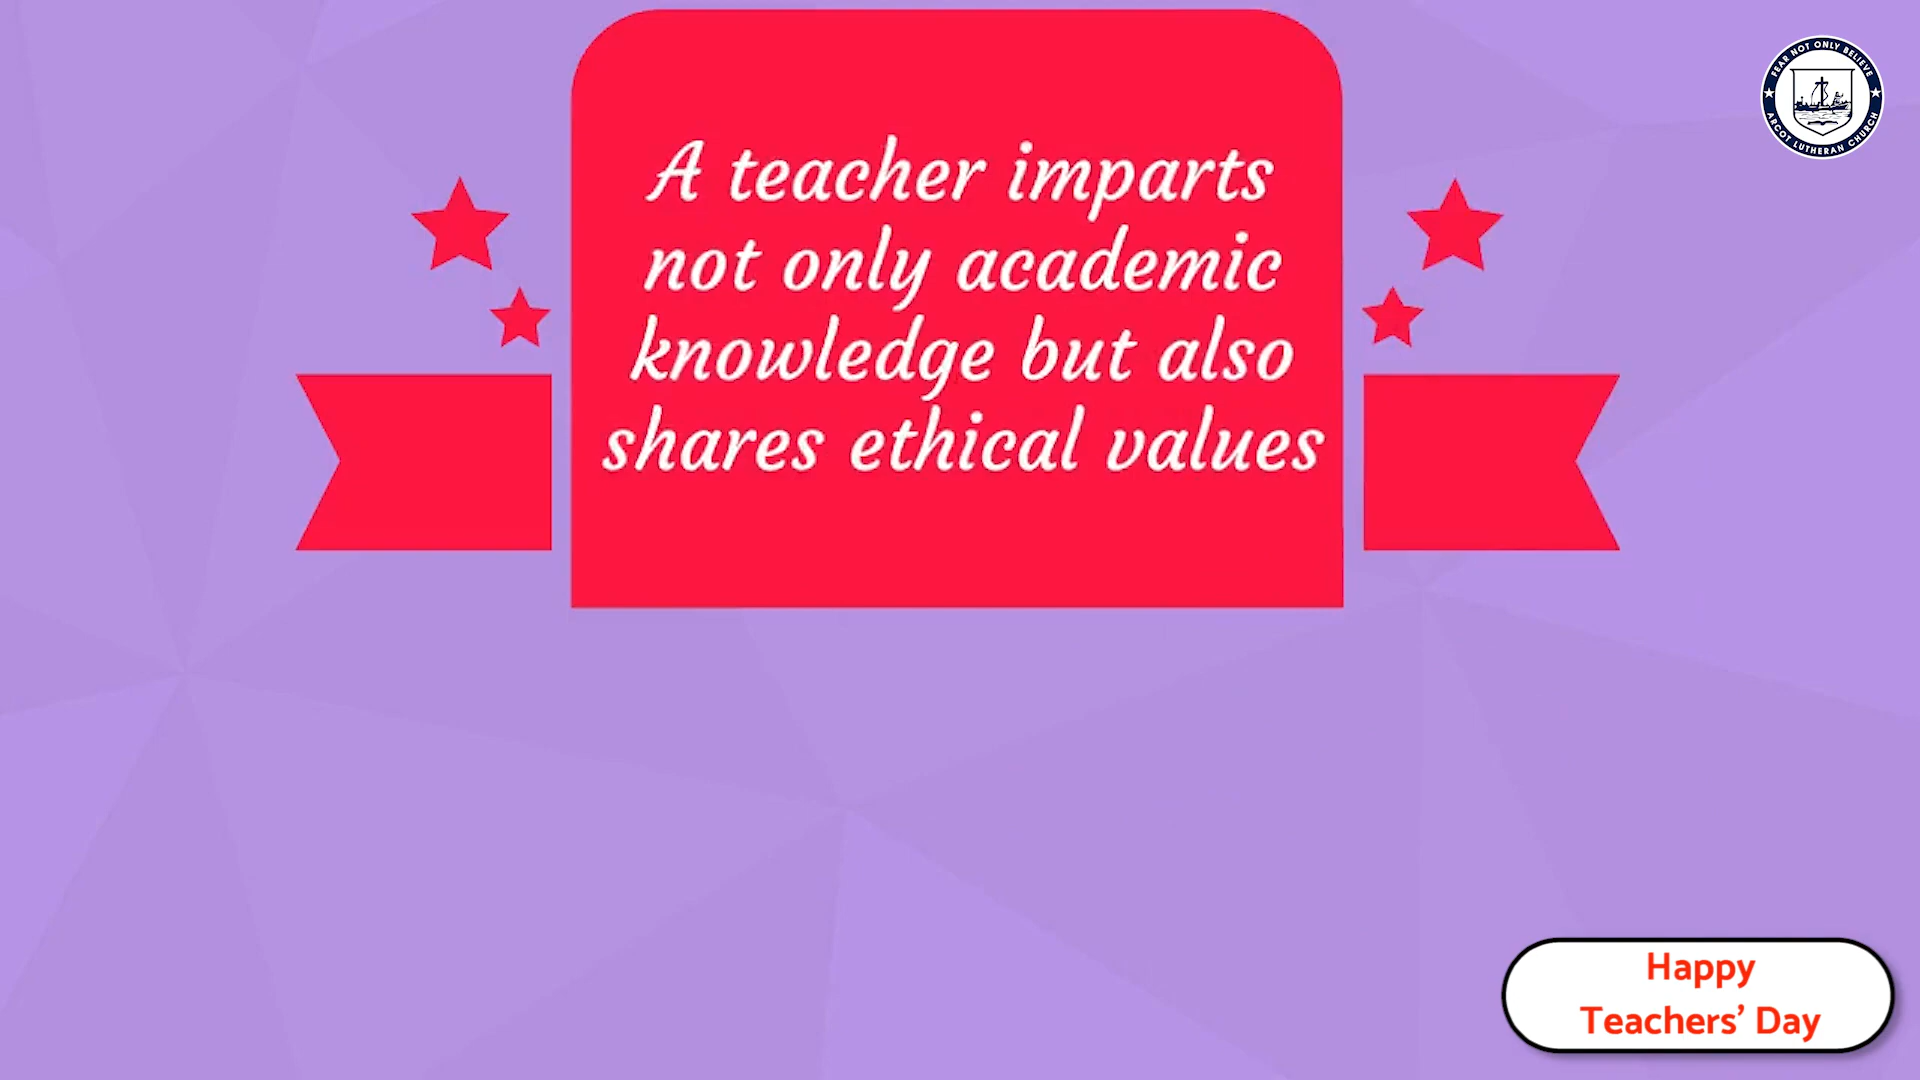 FEAR NOT ONLY BELIEVE
ARCOT LUTHERAN CHURCH
A teacher imparts
not only academic
knowledge but also
shares ethical values
Happy
Teachers' Day